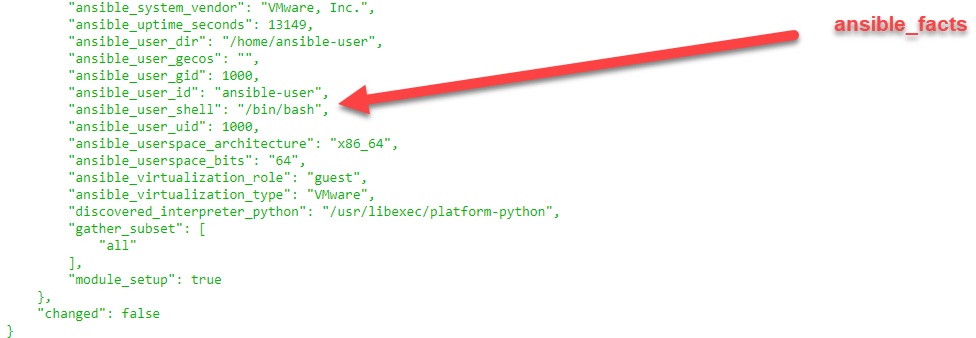 "ansible_system_vendor": "VMware, Inc.",
"ansible_uptime_seconds": 13149,
ansible_facts
"ansible_user_dir": "/home/ansible-user",
"ansible_user_gecos": "",
"ansible_user_gid": 1000,
"ansible_user_id": "ansible-user",
"ansible_user_shell": "/bin/bash",
"ansible_user_uid": 1000,
"ansible_userspace_architecture": "x86_64",
"ansible_userspace_bits": "64",
"ansible_virtualization_role": "guest",
"ansible_virtualization_type": "VMware",
"discovered_interpreter_python": "/usr/libexec/platform-python",
"gather_subset": [
"all"
],
"module_setup": true
},
"changed": false
}